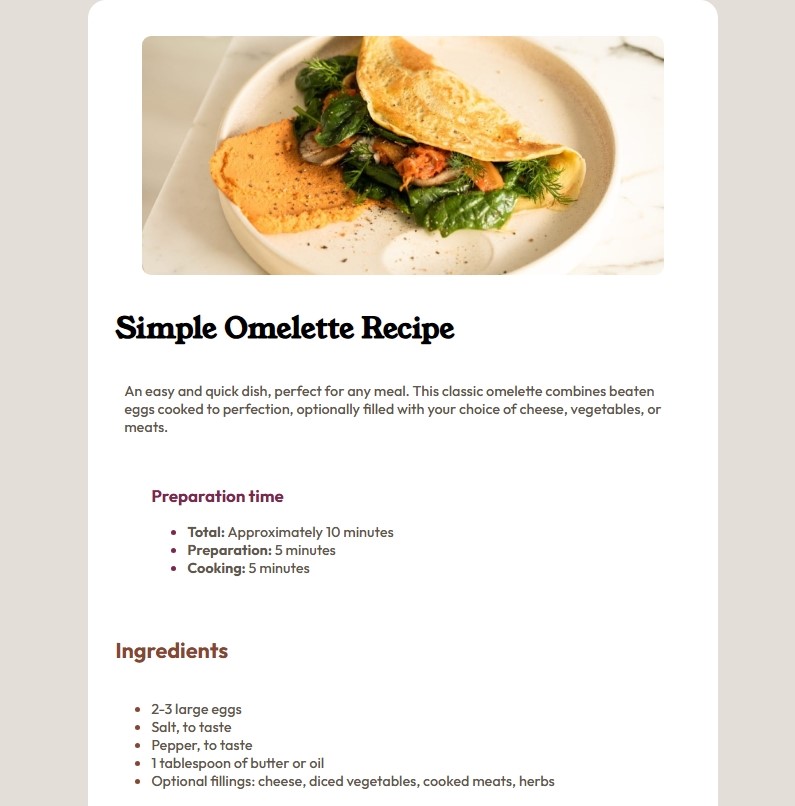 Simple Omelette Recipe
An easy and quick dish, perfect for any meal. This classic omelette combines beaten
eggs cooked to perfection, optionally filled with your choice of cheese, vegetables, or
meats.
Preparation time
Total: Approximately 10 minutes
Preparation: 5 minutes
Cooking: 5 minutes
Ingredients
2-3 large eggs
Salt, to taste
Pepper, to taste
1 tablespoon of butter or oil
Optional fillings: cheese, diced vegetables, cooked meats, herbs